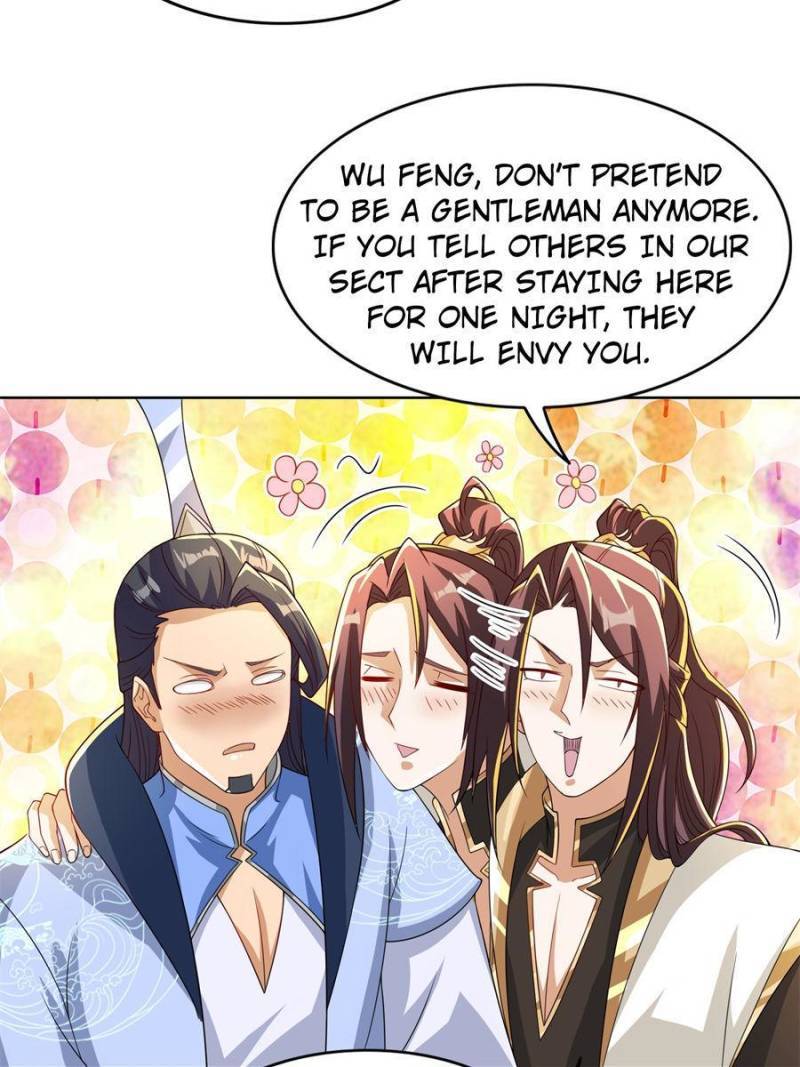 WU FENG, DON'T PRETEND
TO BE A GENTLEMAN ANYMORE.
IF YOU TELL OTHERS IN OUR
SECT AFTER STAYING HERE
FOR ONE NIGHT, THEY
WILL ENVY YOU.